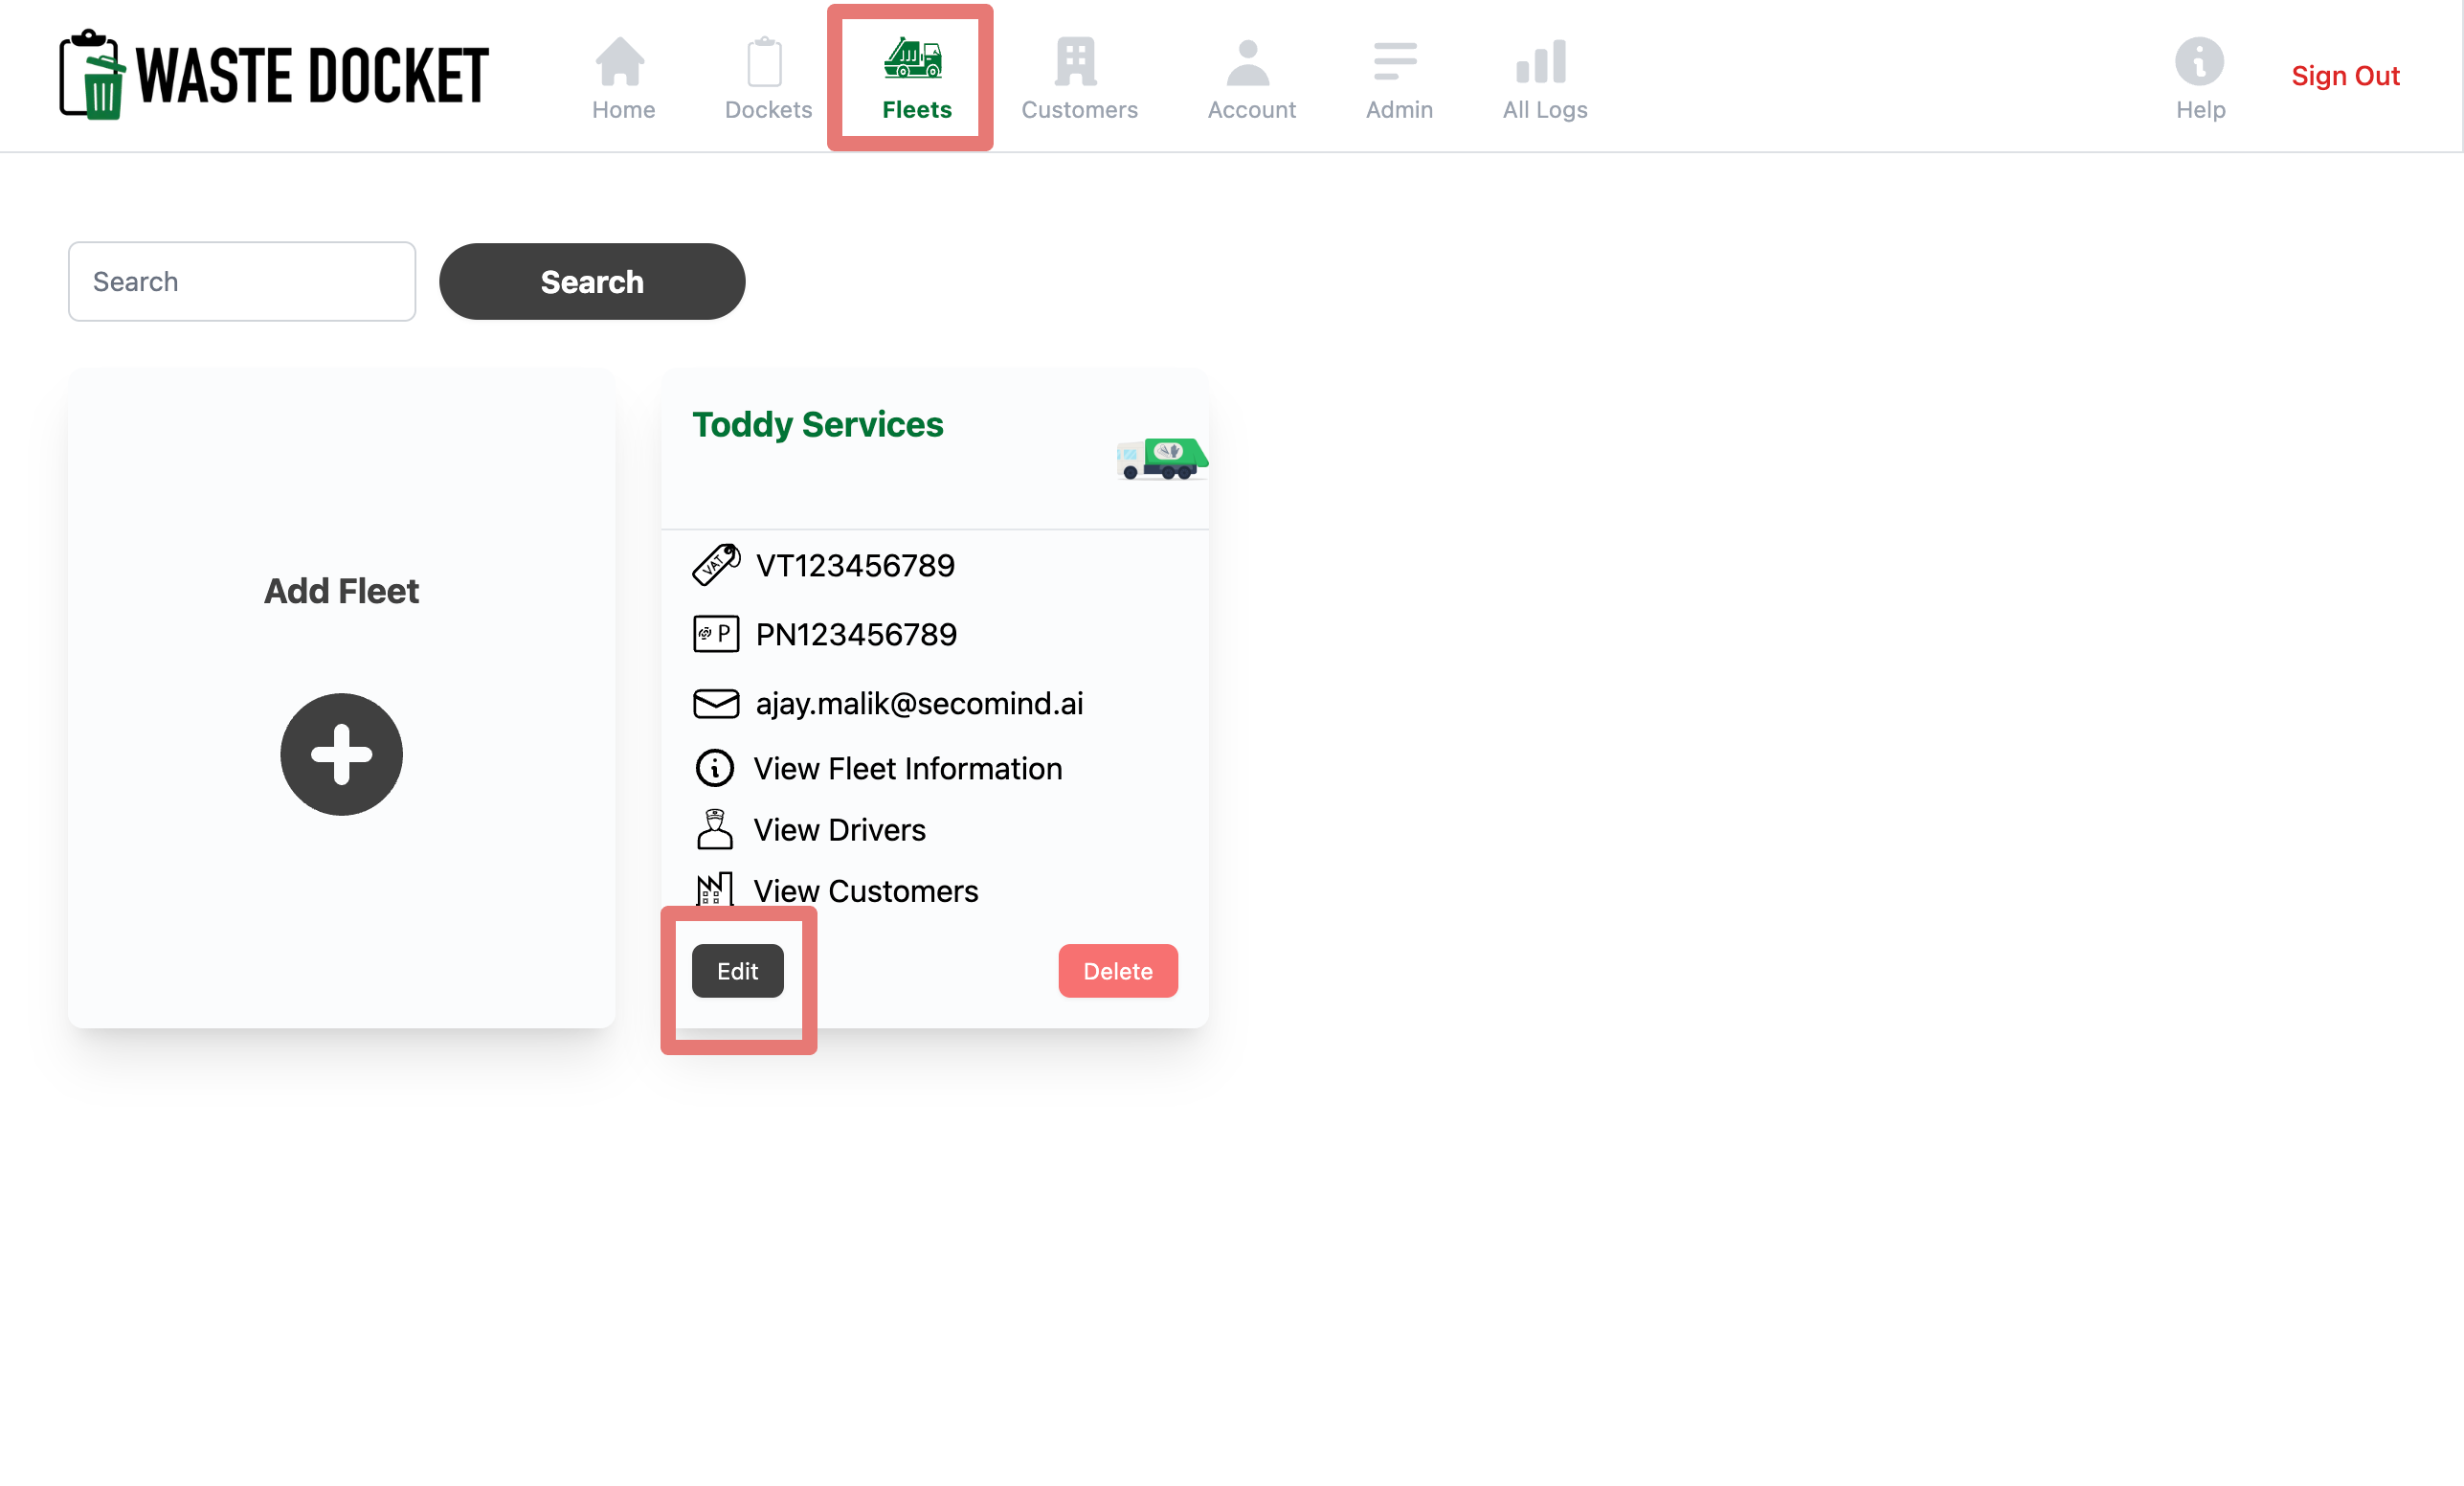 WASTE DOCKET
Home
Dockets
Fleets
Customers
Account
Admin
All Logs
Help
Sign Out
Search
Search
Add Fleet
Toddy Services
VAT
VT123456789
P
PN123456789
ajay.malik@secomind.ai
View Fleet Information
View Drivers
View Customers
Edit
Delete